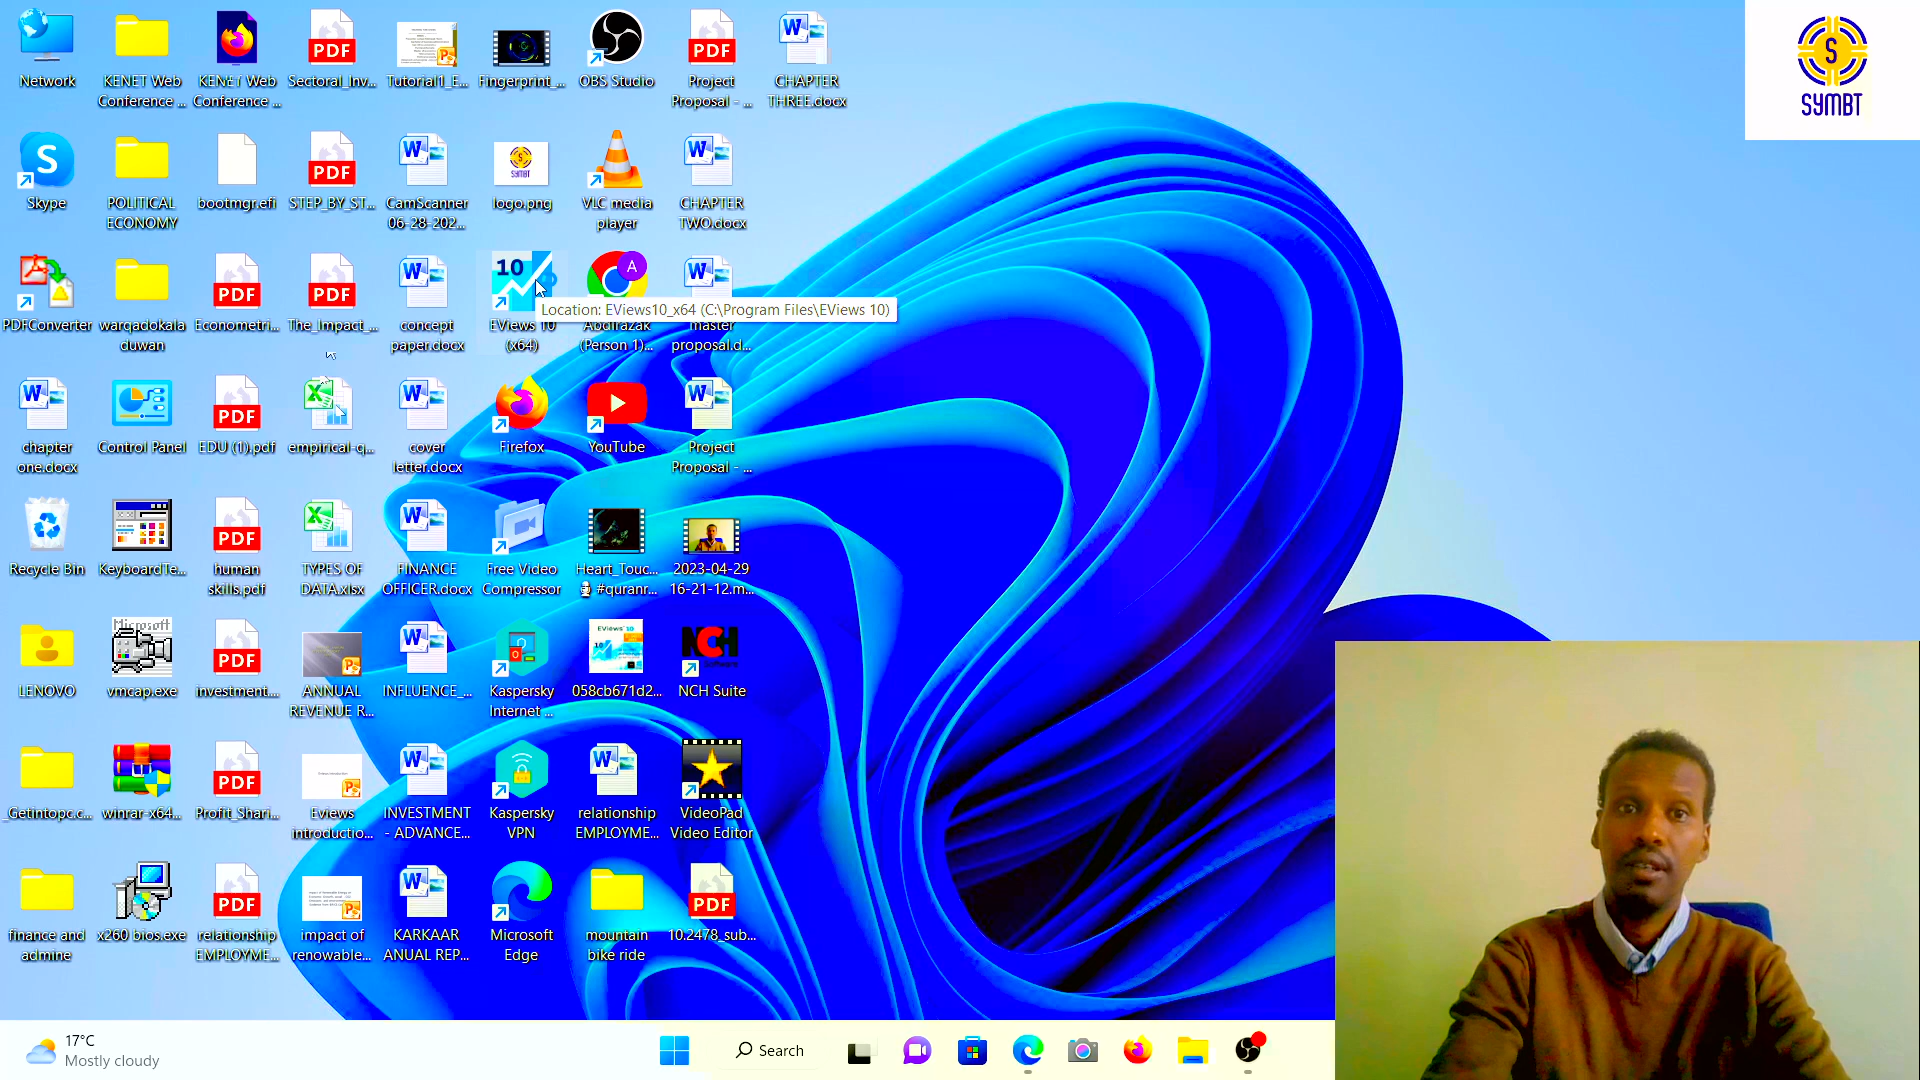 Network
KENET Web
Conference ...
KENET Web
Conference ...
Sectoral_Inv...
Tutorial1_E...
Fingerprint_...
OBS Studio
Project
Proposal - ...
CHAPTER
THREE.docx
S
SYMBT
Skype
POLITICAL
ECONOMY
bootmgr.efi
STEP_BY_ST...
CamScanner
06-28-202...
logo.png
VLC media
player
CHAPTER
TWO.docx
PDFConverter
warqadokala
duwan
Econometri...
The_Impact_...
concept
paper.docx
10
EViews 10
(x64)
A
Abdirazak
(Person 1)...
master
proposal.d...
Location: EViews10_x64 (C:\Program Files\EViews 10)
chapter
one.docx
Control Panel
EDU (1).pdf
empirical-q...
cover
letter.docx
Firefox
YouTube
Project
Proposal - ...
Recycle Bin
KeyboardTe...
human
skills.pdf
TYPES OF
DATA.xlsx
FINANCE
OFFICER.docx
Free Video
Compressor
Heart_Touc...
#quranr...
2023-04-29
16-21-12.m...
LENOVO
Microsoft
vmcap.exe
investment...
ANNUAL
REVENUE R...
INFLUENCE_...
Kaspersky
Internet ...
EViews 10
058cb671d2...
NCH
NCH Suite
_Getintopc.c...
winrar-x64...
Profit_Shari...
Eviews
introductio...
INVESTMENT
- ADVANCE...
Kaspersky
VPN
relationship
EMPLOYME...
VideoPad
Video Editor
finance and
admine
x260 bios.exe
relationship
EMPLOYME...
impact of
renowable...
KARKAAR
ANUAL REP...
Microsoft
Edge
mountain
bike ride
10.2478_sub...
PDF
17°C
Mostly cloudy
Search